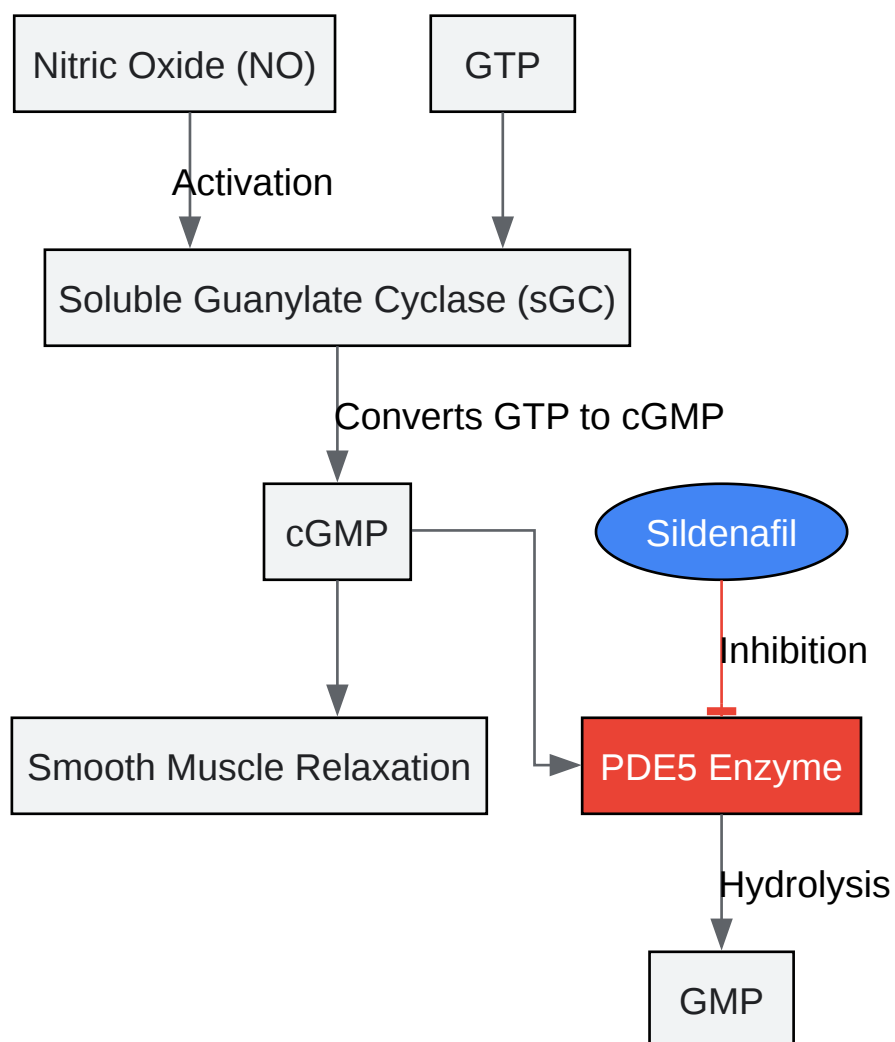 Nitric Oxide (NO)
GTP
Activation
Soluble Guanylate Cyclase (sGC)
Converts GTP to cGMP
cGMP
Sildenafil
Inhibition
Smooth Muscle Relaxation
PDE5 Enzyme
Hydrolysis
GMP